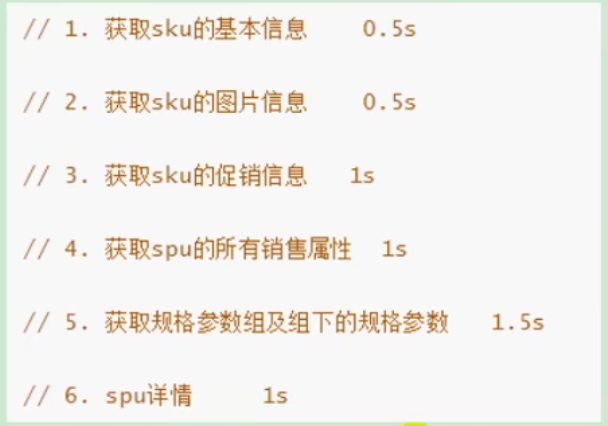 // 1. 获取sku的基本信息 0.5s
// 2. 获取sku的图片信息 0.5s
// 3. 获取sku的促销信息 1s
// 4. 获取spu的所有销售属性 1s
// 5. 获取规格参数组及组下的规格参数 1.5s
// 6. spu详情 1s